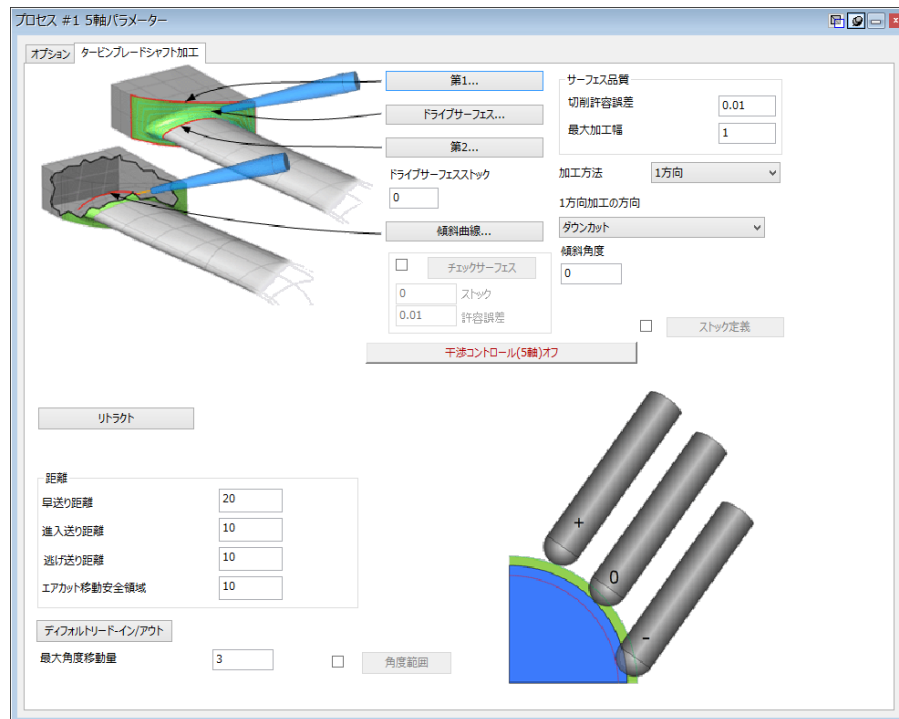 プロセス #1 5軸パラメーター
オプション
タービンブレードシャフト加工
第1...
ドライブサーフェス...
第2...
ドライブサーフェスストック
0
傾斜曲線...
チェックサーフェス
0
ストック
0.01
許容誤差
サーフェス品質
切削許容誤差
0.01
最大加工幅
1
加工方法
1方向
1方向加工の方向
ダウンカット
傾斜角度
0
ストック定義
干渉コントロール(5軸)オフ
リトラクト
距離
早送り距離
20
進入送り距離
10
逃げ送り距離
10
エアカット移動安全領域
10
ディフォルトリード-イン/アウト
最大角度移動量
3
角度範囲
+
0
-